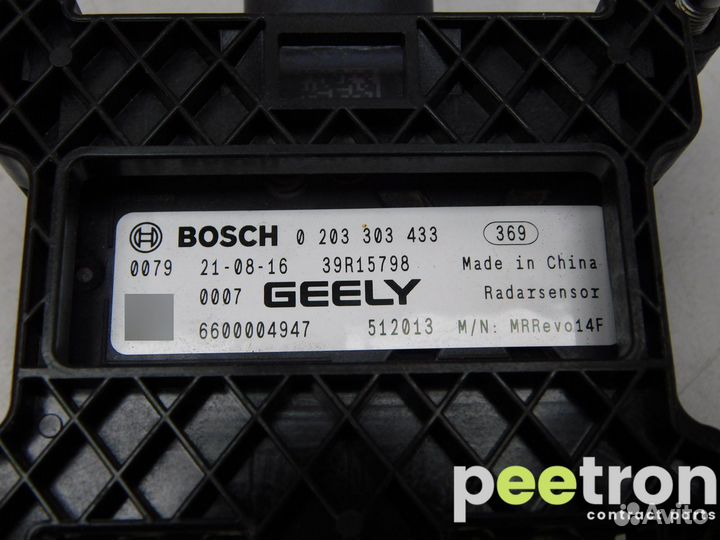 BOSCH 0 203 303 433 369
0079 21-08-16 39R15798 Made in China
0007 GEELY Radarsensor
6600004947 512013 M/N: MRRevo14F
peetron
contract parts
Avito